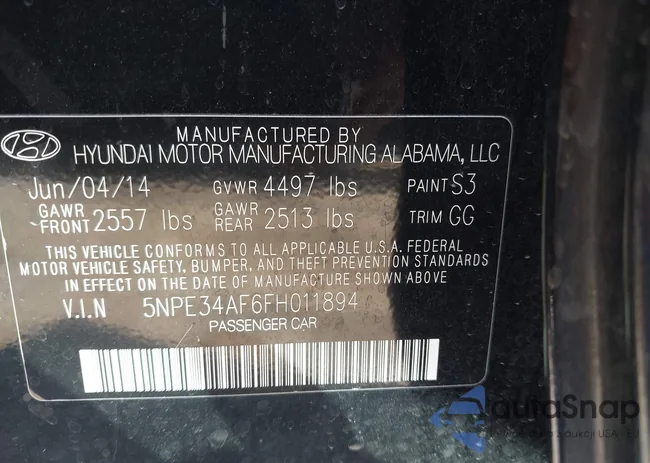 MANUFACTURED BY
HYUNDAI MOTOR MANUFACTURING ALABAMA, LLC
Jun/04/14 GVWR 4497 lbs PAINT S3
GAWR FRONT 2557 lbs GAWR REAR 2513 lbs TRIM GG
THIS VEHICLE CONFORMS TO ALL APPLICABLE U.S.A. FEDERAL
MOTOR VEHICLE SAFETY, BUMPER, AND THEFT PREVENTION STANDARDS
IN EFFECT ON THE DATE OF MANUFACTURE SHOWN ABOVE
V.I.N 5NPE34AF6FH011894
PASSENGER CAR
autoSnap
z aukcji USA